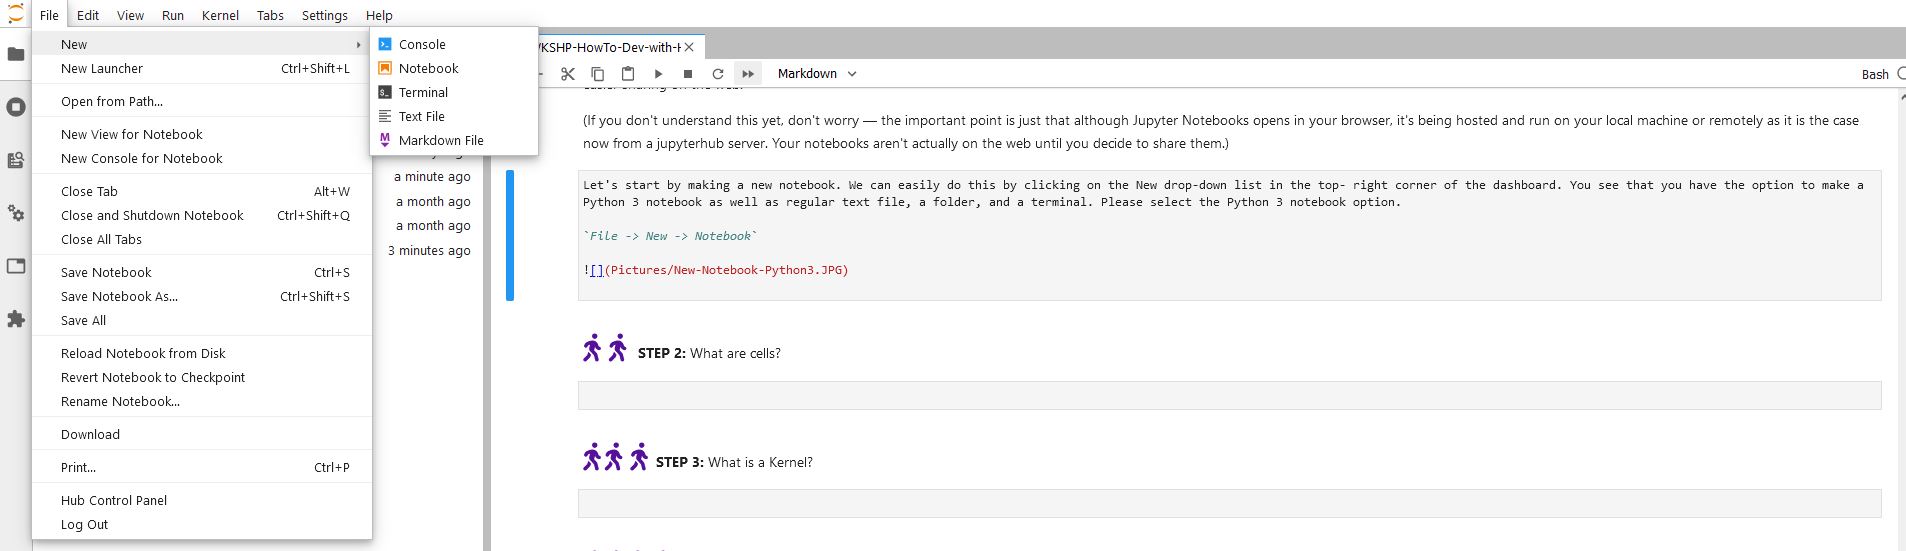 File Edit View Run Kernel Tabs Settings Help
New
New Launcher Ctrl+Shift+L
Open from Path...
New View for Notebook
New Console for Notebook
Close Tab Alt+W
Close and Shutdown Notebook Ctrl+Shift+Q
Close All Tabs
Save Notebook Ctrl+S
Save Notebook As... Ctrl+Shift+S
Save All
Reload Notebook from Disk
Revert Notebook to Checkpoint
Rename Notebook...
Download
Print... Ctrl+P
Hub Control Panel
Log Out
Console
Notebook
Terminal
Text File
Markdown File
a minute ago
a month ago
a month ago
3 minutes ago
KSHP-HowTo-Dev-with-
Markdown
Bash
(If you don't understand this yet, don't worry — the important point is just that although Jupyter Notebooks opens in your browser, it's being hosted and run on your local machine or remotely as it is the case
now from a jupyterhub server. Your notebooks aren't actually on the web until you decide to share them.)
Let's start by making a new notebook. We can easily do this by clicking on the New drop-down list in the top- right corner of the dashboard. You see that you have the option to make a
Python 3 notebook as well as regular text file, a folder, and a terminal. Please select the Python 3 notebook option.
`File -> New -> Notebook`
![](Pictures/New-Notebook-Python3.JPG)
STEP 2: What are cells?
STEP 3: What is a Kernel?